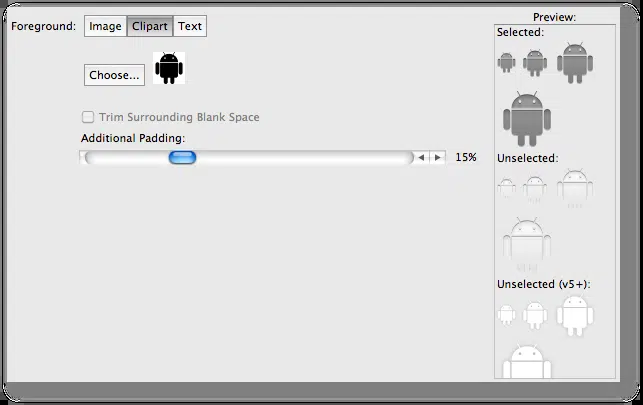 Foreground: Image Clipart Text
Choose...
Trim Surrounding Blank Space
Additional Padding:
15%
Preview:
Selected:
Unselected:
Unselected (v5+):